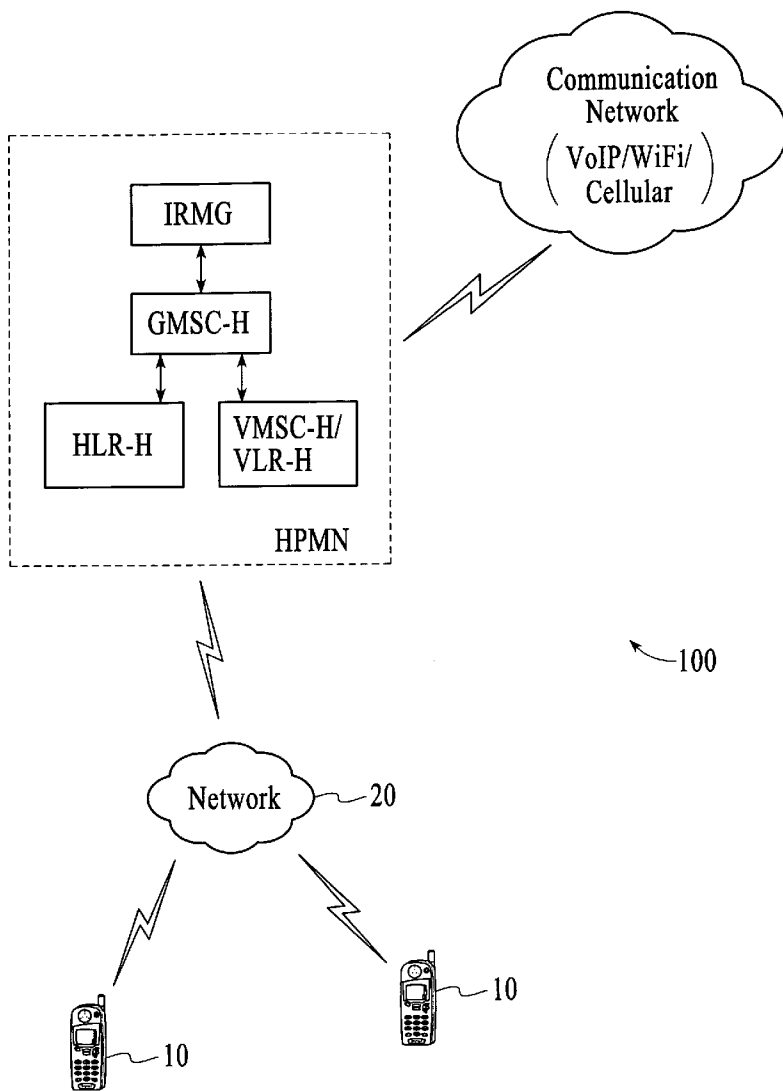 Communication
Network
(VoIP/WiFi/
Cellular)
IRMG
GMSC-H
HLR-H
VMSC-H/
VLR-H
HPMN
100
Network
20
10
10